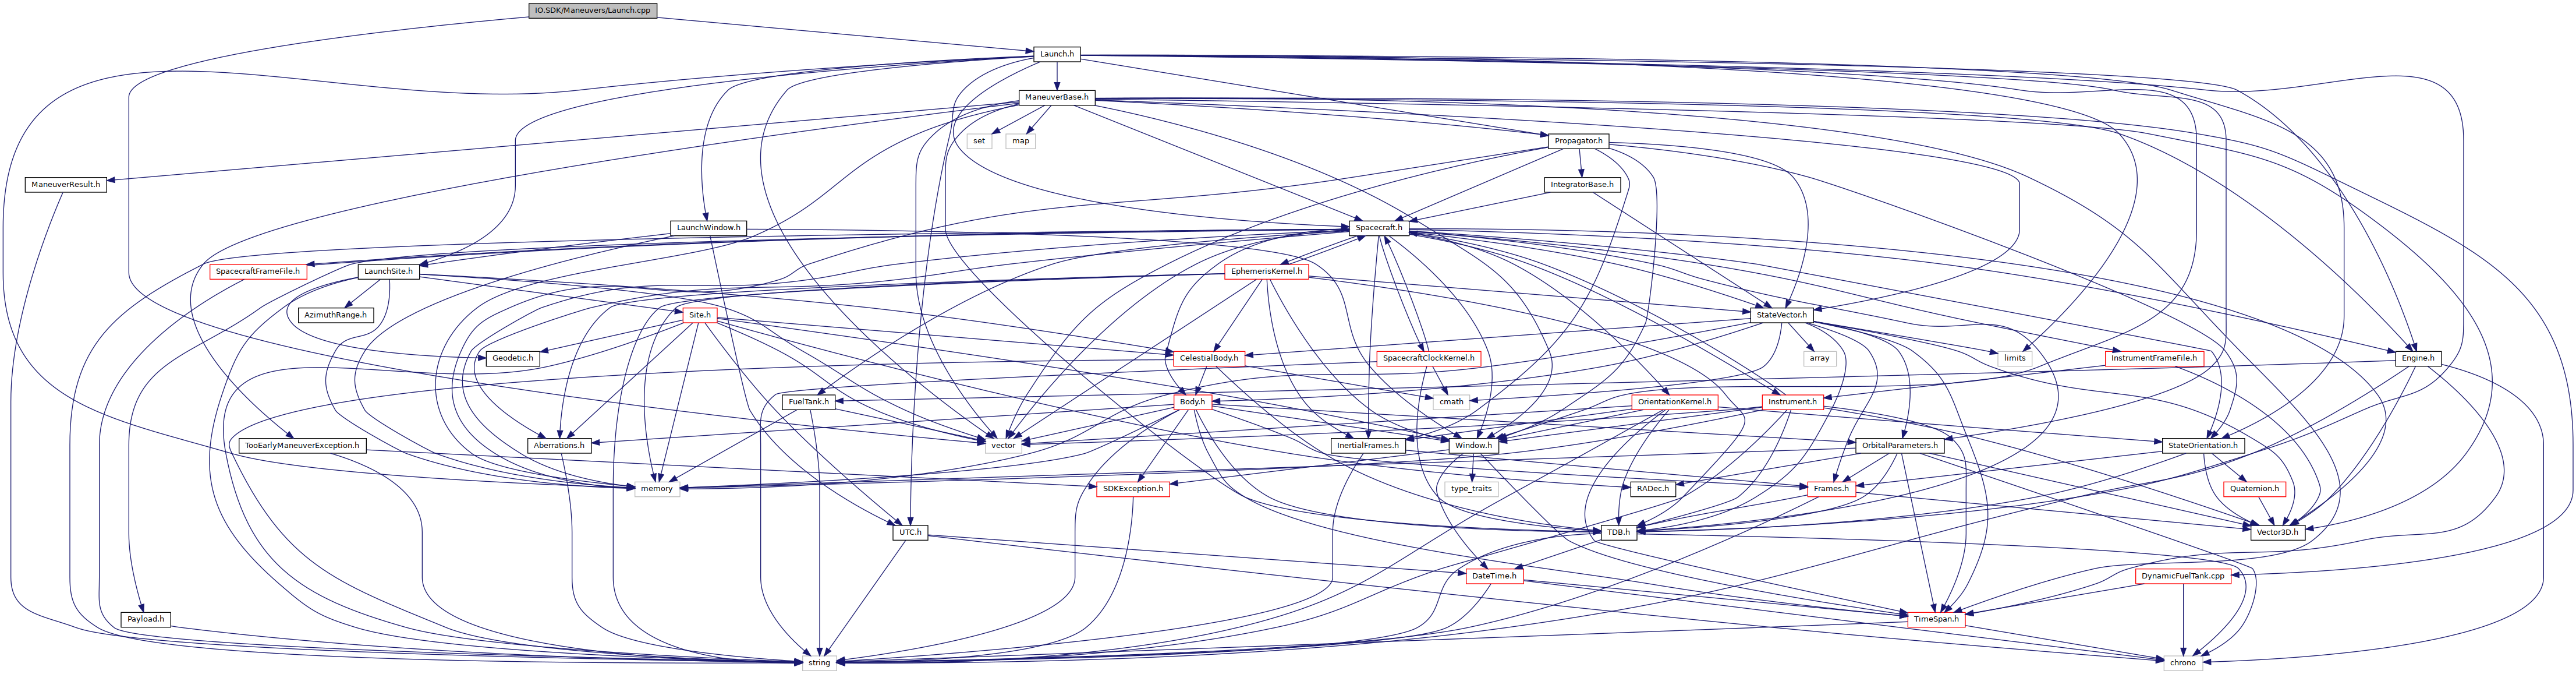 IO.SDK/Maneuvers/Launch.cpp
Launch.h
ManeuverBase.h
set
map
Propagator.h
ManeuverResult.h
IntegratorBase.h
LaunchWindow.h
Spacecraft.h
SpacecraftFrameFile.h
LaunchSite.h
EphemerisKernel.h
AzimuthRange.h
Site.h
StateVector.h
Geodetic.h
CelestialBody.h
SpacecraftClockKernel.h
array
limits
InstrumentFrameFile.h
Engine.h
FuelTank.h
Body.h
cmath
OrientationKernel.h
Instrument.h
TooEarlyManeuverException.h
Aberrations.h
vector
InertialFrames.h
Window.h
OrbitalParameters.h
StateOrientation.h
memory
SDKException.h
type_traits
RADec.h
Frames.h
Quaternion.h
UTC.h
TDB.h
Vector3D.h
DateTime.h
DynamicFuelTank.cpp
Payload.h
TimeSpan.h
string
chrono